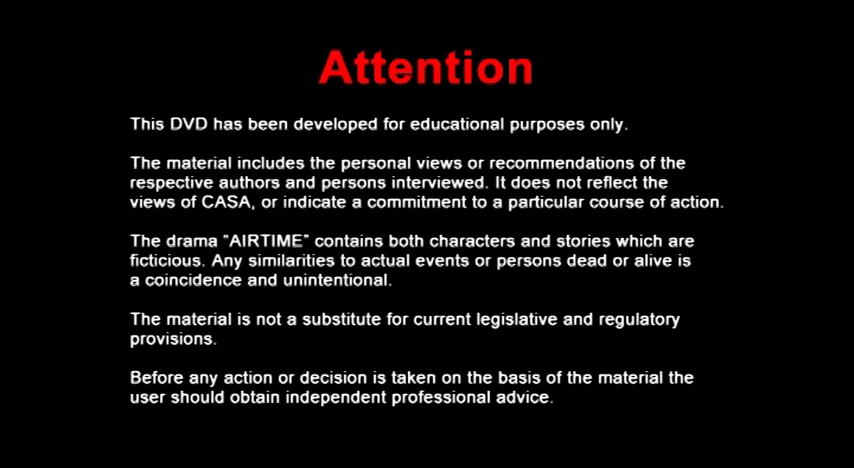 Attention
This DVD has been developed for educational purposes only.
The material includes the personal views or recommendations of the
respective authors and persons interviewed. It does not reflect the
views of CASA, or indicate a commitment to a particular course of action.
The drama "AIRTIME" contains both characters and stories which are
ficticious. Any similarities to actual events or persons dead or alive is
a coincidence and unintentional.
The material is not a substitute for current legislative and regulatory
provisions.
Before any action or decision is taken on the basis of the material the
user should obtain independent professional advice.